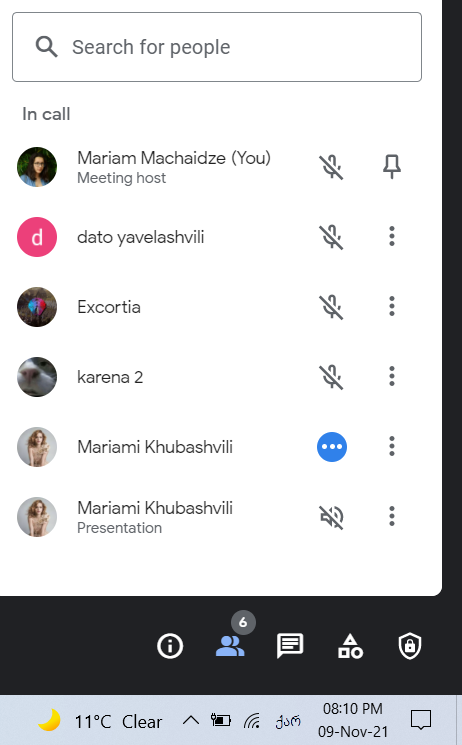 Search for people
In call
Mariam Machaidze (You)
Meeting host
d
dato yavelashvili
Excortia
karena 2
Mariami Khubashvili
Mariami Khubashvili
Presentation
6
11°C Clear ქარ 08:10 PM
09-Nov-21